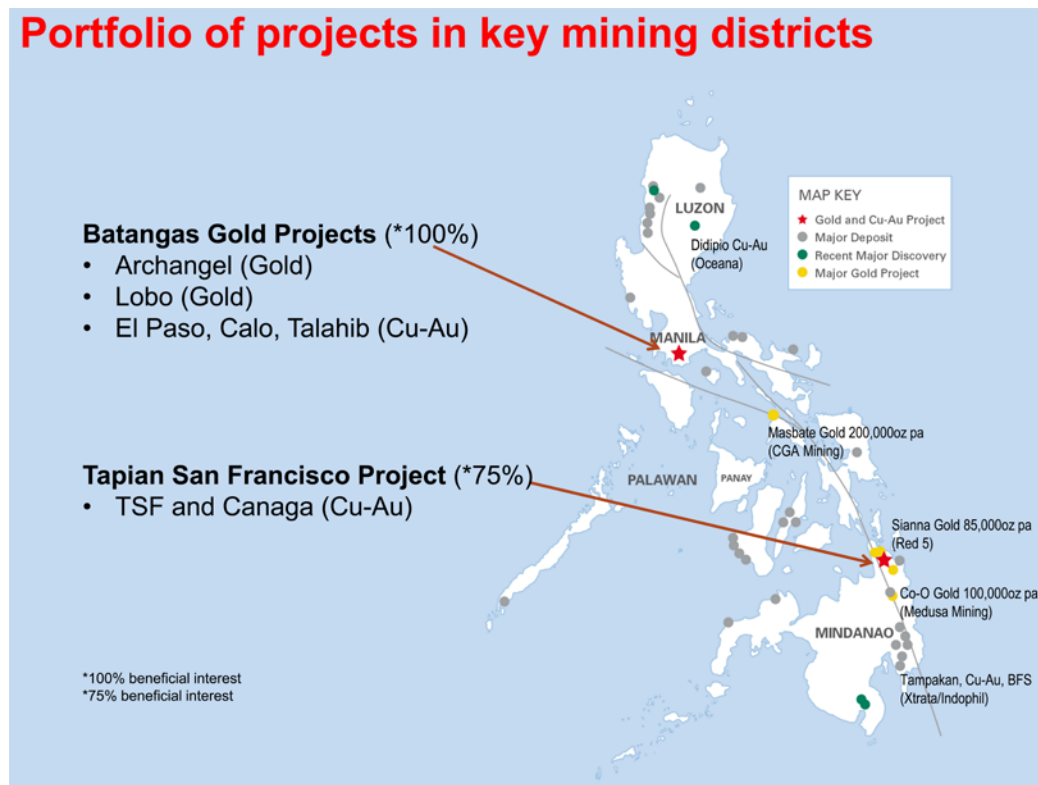 Portfolio of projects in key mining districts
MAP KEY
Gold and Cu-Au Project
Major Deposit
Recent Major Discovery
Major Gold Project
LUZON
Didipio Cu-Au
(Oceana)
Batangas Gold Projects (*100%)
• Archangel (Gold)
• Lobo (Gold)
• El Paso, Calo, Talahib (Cu-Au)
MANILA
Masbate Gold 200,000oz pa
(CGA Mining)
Tapian San Francisco Project (*75%)
• TSF and Canaga (Cu-Au)
PALAWAN
PANAY
Sianna Gold 85,000oz pa
(Red 5)
Co-O Gold 100,000oz pa
(Medusa Mining)
MINDANAO
Tampakan, Cu-Au, BFS
(Xtrata/Indophil)
*100% beneficial interest
*75% beneficial interest